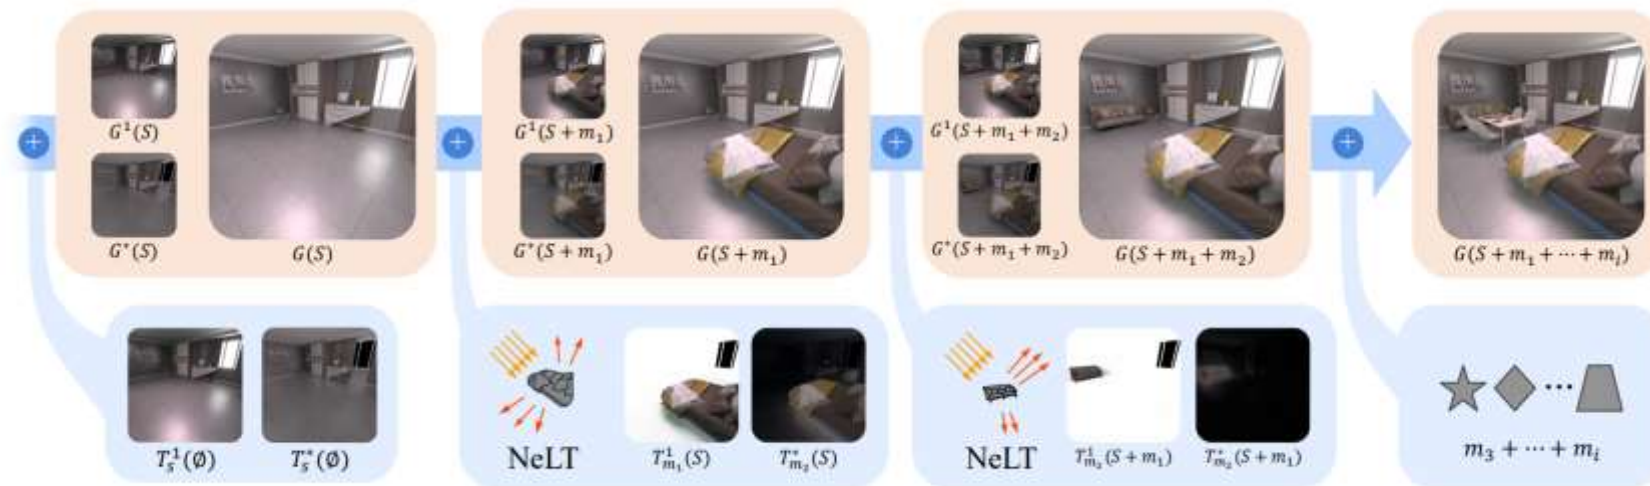 G¹(S)
G*(S)
G(S)
G¹(S + m₁)
G*(S + m₁)
G(S + m₁)
G¹(S + m₁ + m₂)
G*(S + m₁ + m₂)
G(S + m₁ + m₂)
G(S + m₁ + ⋯ + mᵢ)
T¹ₛ(∅)
T*ₛ(∅)
NeLT
T¹ₘ₁(S)
T*ₘ₂(S)
NeLT
T¹ₘ₂(S + m₁)
T*ₘ₂(S + m₁)
m₃ + ⋯ + mᵢ